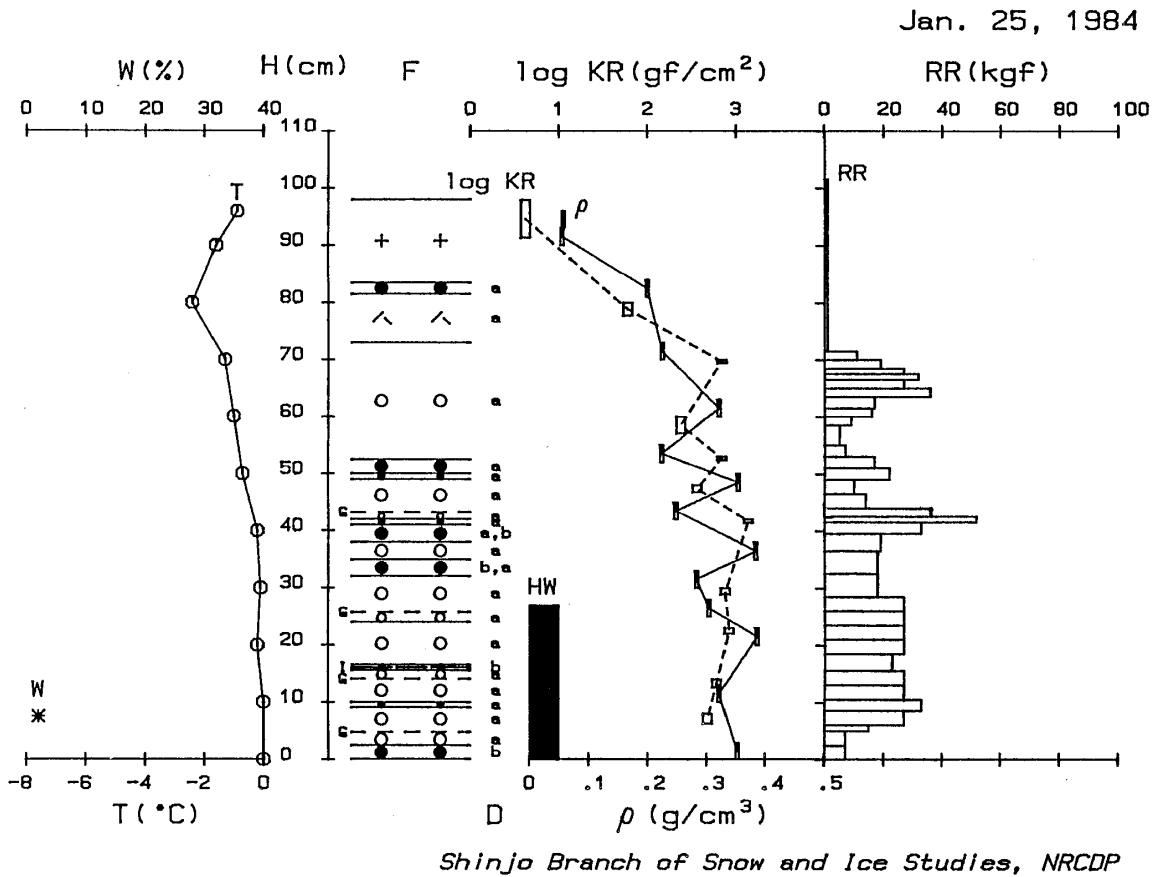 Jan. 25, 1984
W(%) H(cm) F log KR(gf/cm²) RR(kgf)
0 10 20 30 40 0 1 2 3 0 20 40 60 80 100
110
100
90
80
70
60
50
40
30
20
10
0
T
log KR
ρ
RR
a
a
a
a
a
a
a
a
a,b
a
b,a
a
a
a
b
a
a
a
a
a
b
G
G
I
G
G
HW
W
-8 -6 -4 -2 0 0 .1 .2 .3 .4 .5
T(°C) D ρ (g/cm³)
Shinjo Branch of Snow and Ice Studies, NRCDP